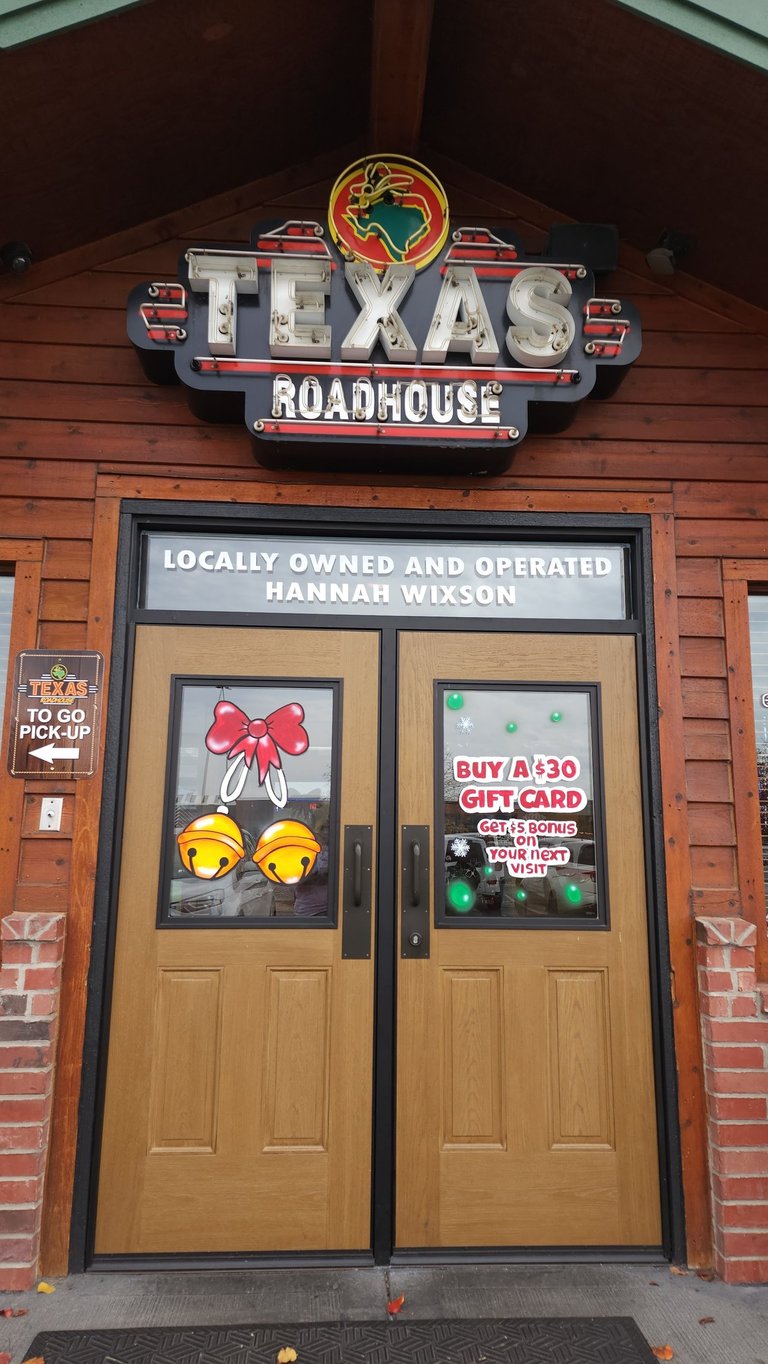 TEXAS
ROADHOUSE
LOCALLY OWNED AND OPERATED
HANNAH WIXSON
TEXAS
ROADHOUSE
TO GO
PICK-UP
BUY A $30
GIFT CARD
GET $5 BONUS
ON
YOUR NEXT
VISIT